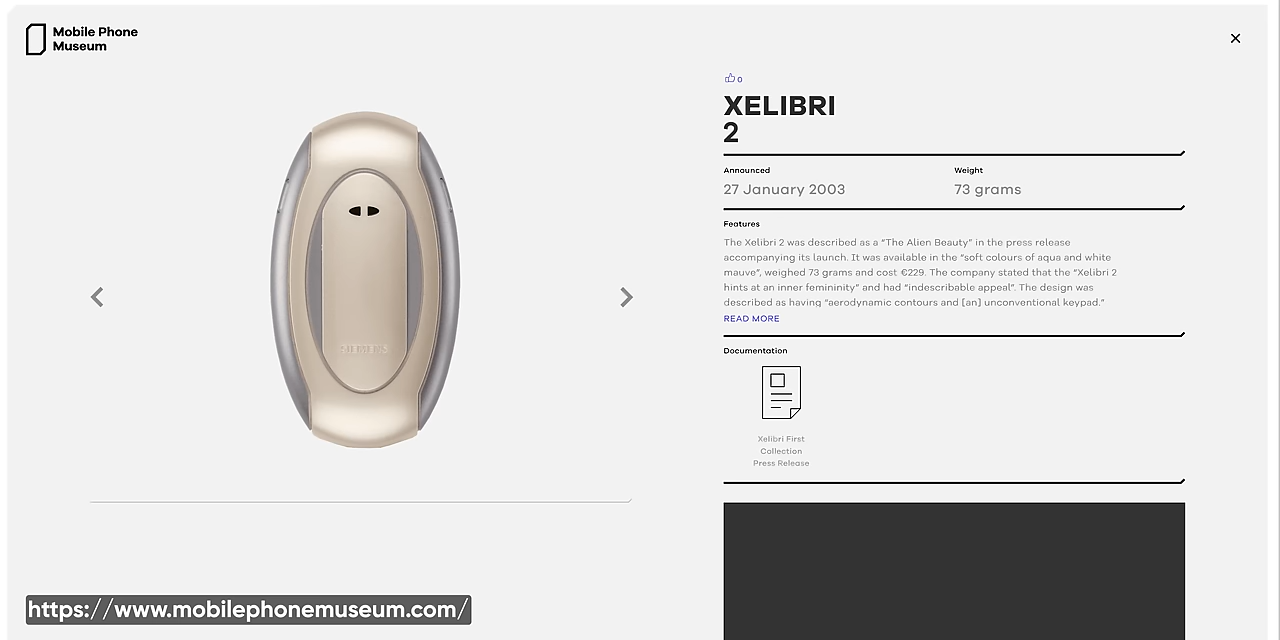 Mobile Phone
Museum
0
XELIBRI
2
Announced
Weight
27 January 2003
73 grams
Features
The Xelibri 2 was described as a “The Alien Beauty” in the press release
accompanying its launch. It was available in the “soft colours of aqua and white
mauve”, weighed 73 grams and cost €229. The company stated that the “Xelibri 2
hints at an inner femininity” and had “indescribable appeal”. The design was
described as having “aerodynamic contours and [an] unconventional keypad.”
READ MORE
Documentation
Xelibri First
Collection
Press Release
SIEMENS
https://www.mobilephonemuseum.com/